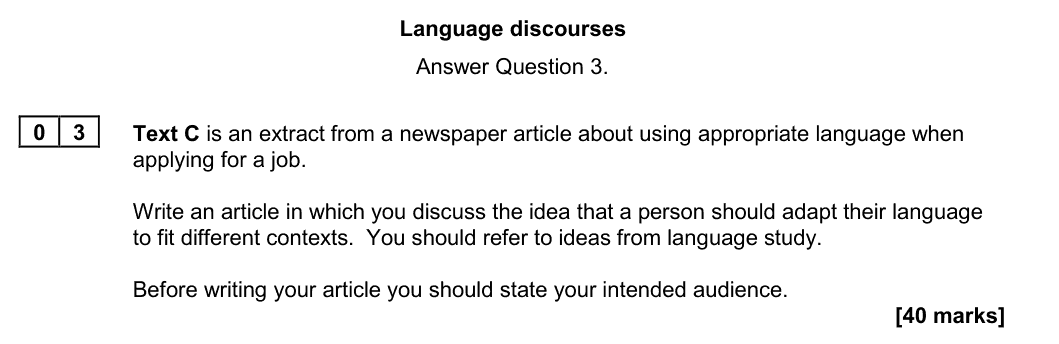 Language discourses
Answer Question 3.
0 3 Text C is an extract from a newspaper article about using appropriate language when
applying for a job.
Write an article in which you discuss the idea that a person should adapt their language
to fit different contexts.  You should refer to ideas from language study.
Before writing your article you should state your intended audience.
[40 marks]